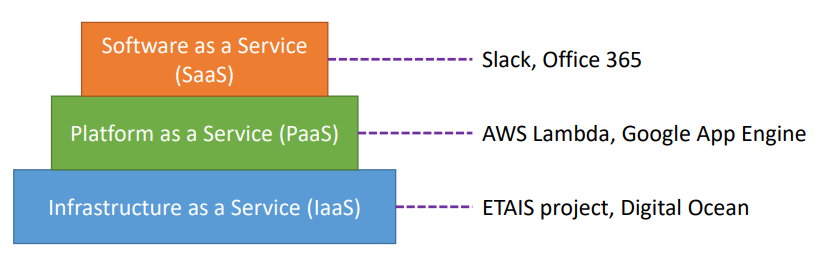 Software as a Service
(SaaS)
Slack, Office 365
Platform as a Service (PaaS)
AWS Lambda, Google App Engine
Infrastructure as a Service (IaaS)
ETAIS project, Digital Ocean